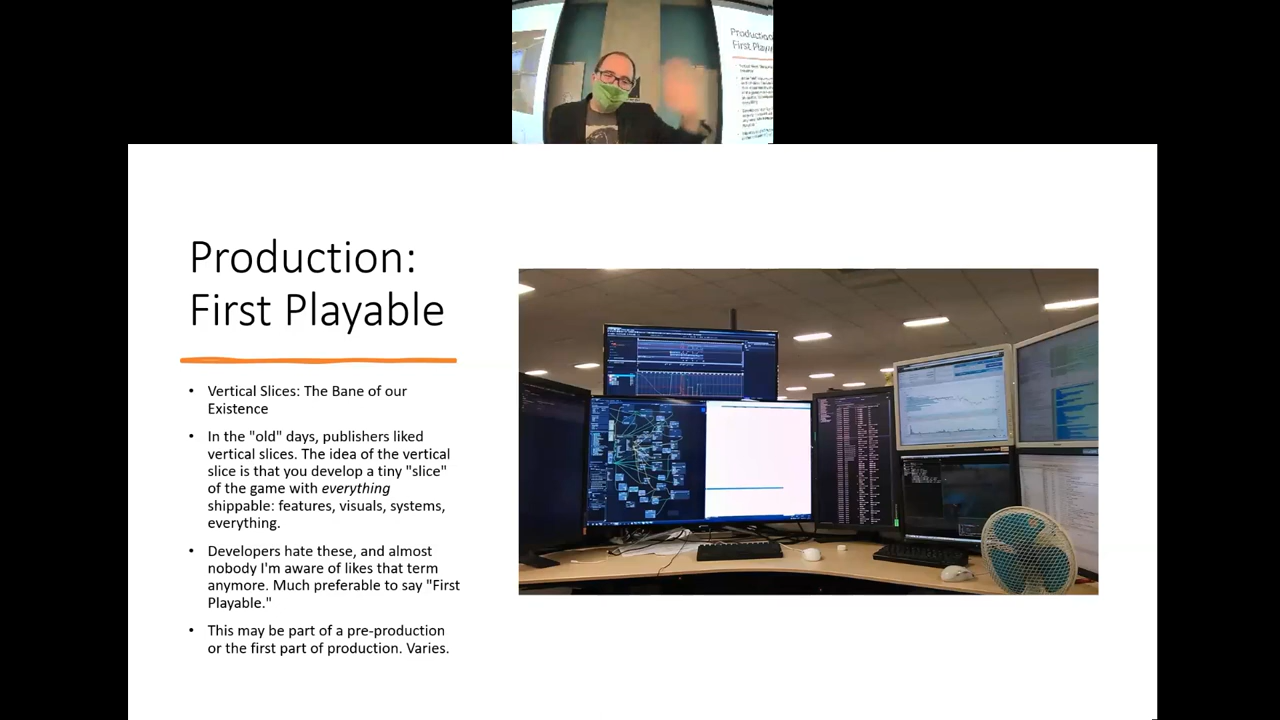 Production:
First Playable
Production:
First Playable
• Vertical Slices: The Bane of our
Existence
• In the "old" days, publishers liked
vertical slices. The idea of the vertical
slice is that you develop a tiny "slice"
of the game with everything
shippable: features, visuals, systems,
everything.
• Developers hate these, and almost
nobody I'm aware of likes that term
anymore. Much preferable to say "First
Playable."
• This may be part of a pre-production
or the first part of production. Varies.